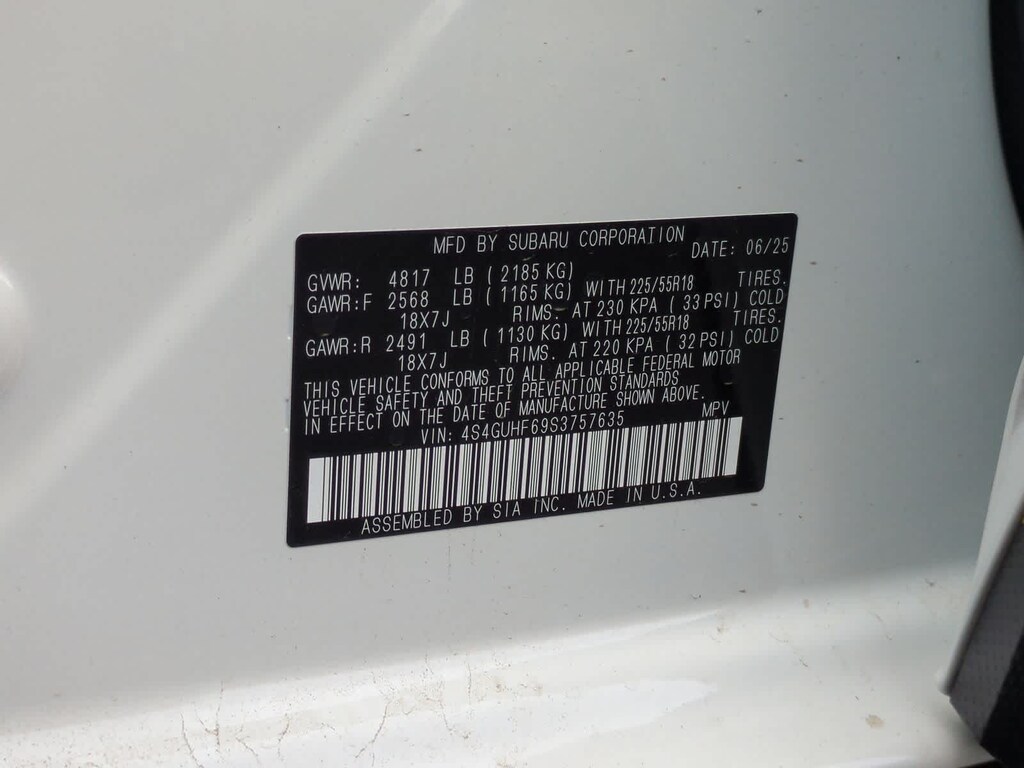 MFD BY SUBARU CORPORATION DATE: 06/25
GVWR: 4817 LB ( 2185 KG)
GAWR:F 2568 LB ( 1165 KG) WITH 225/55R18 TIRES.
18X7J RIMS. AT 230 KPA ( 33 PSI) COLD
GAWR:R 2491 LB ( 1130 KG) WITH 225/55R18 TIRES.
18X7J RIMS. AT 220 KPA ( 32 PSI) COLD
THIS VEHICLE CONFORMS TO ALL APPLICABLE FEDERAL MOTOR
VEHICLE SAFETY AND THEFT PREVENTION STANDARDS
IN EFFECT ON THE DATE OF MANUFACTURE SHOWN ABOVE.
VIN: 4S4GUHF69S3757635 MPV
ASSEMBLED BY SIA INC. MADE IN U.S.A.